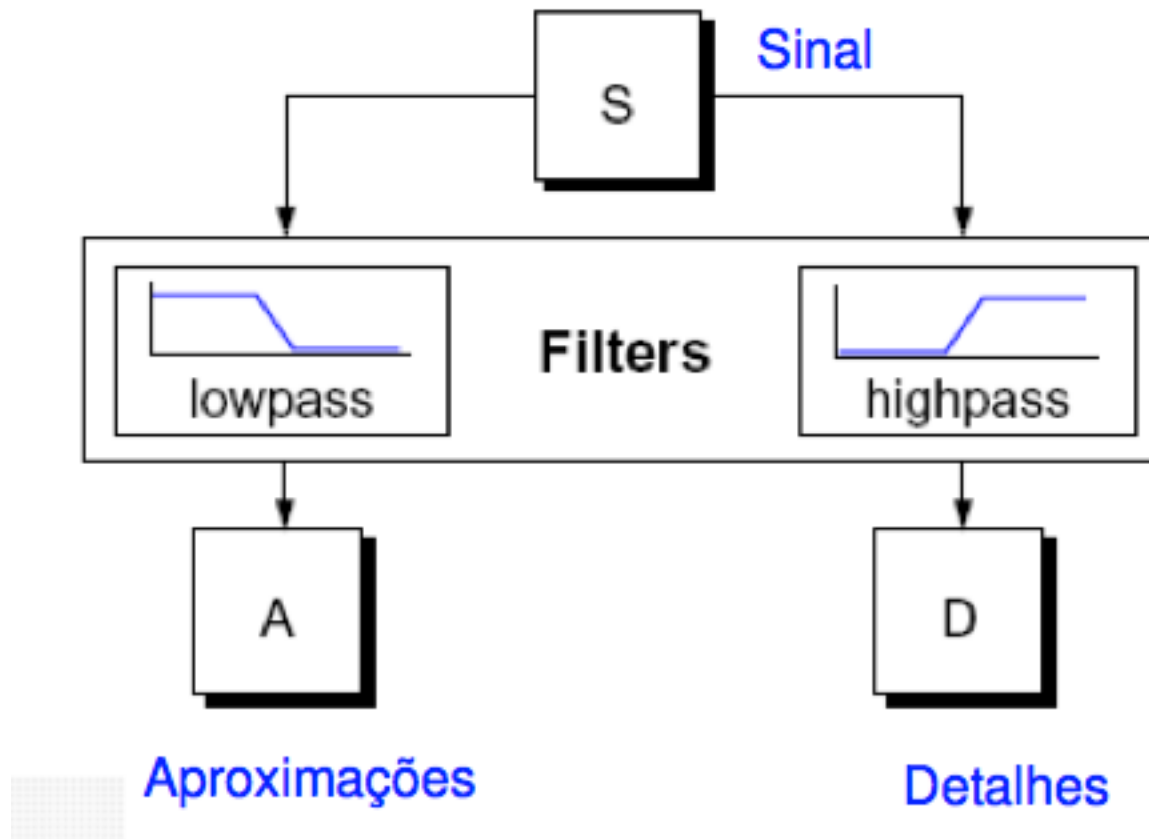 Sinal
S
Filters
lowpass
highpass
A
D
Aproximações
Detalhes